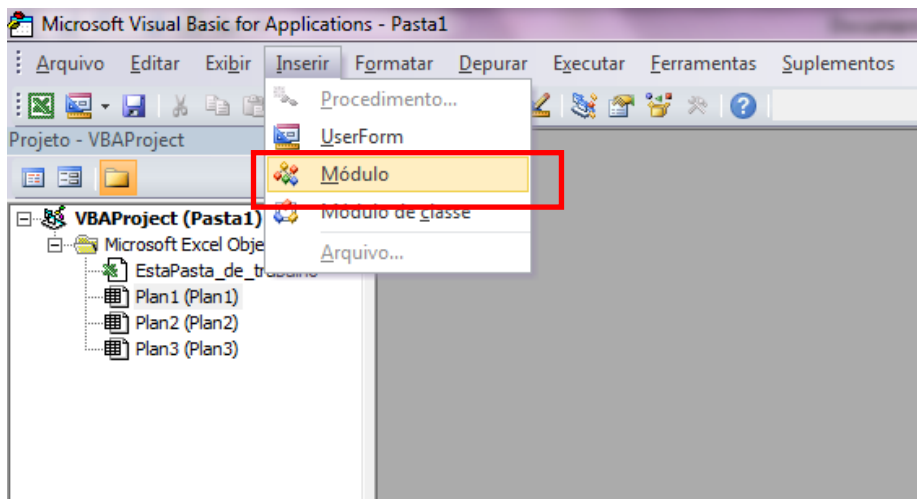 Microsoft Visual Basic for Applications - Pasta1
Arquivo Editar Exibir Inserir Formatar Depurar Executar Ferramentas Suplementos
Procedimento...
Projeto - VBAProject
UserForm
Módulo
VBAProject (Pasta1)
Módulo de classe
Microsoft Excel Obje
Arquivo...
EstaPasta_de_trabalho
Plan1 (Plan1)
Plan2 (Plan2)
Plan3 (Plan3)